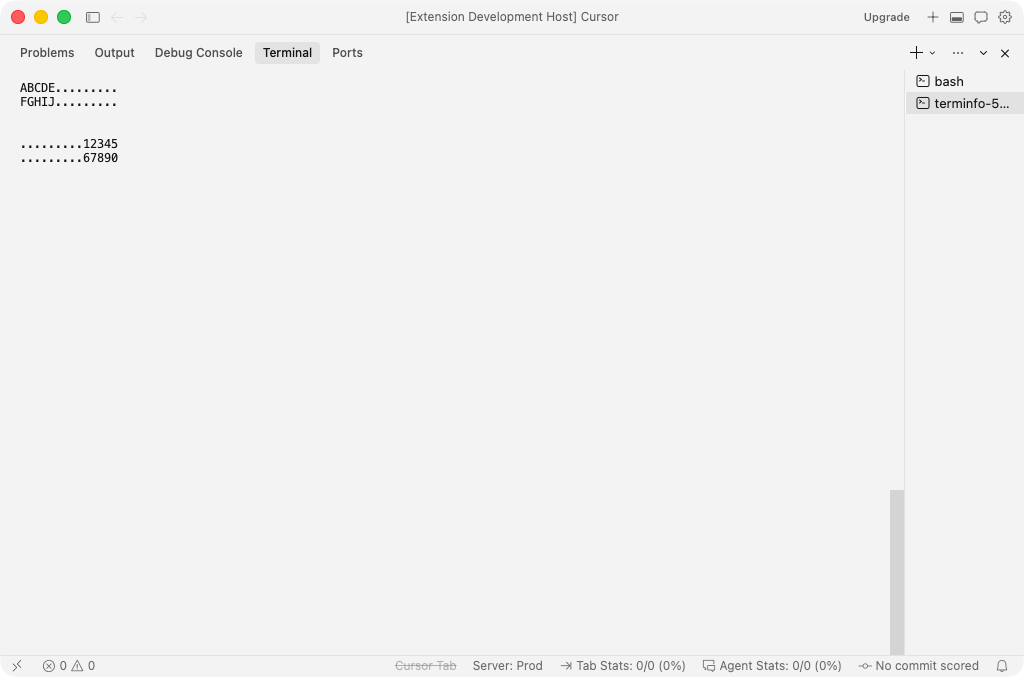 [Extension Development Host] Cursor
Upgrade
Problems Output Debug Console Terminal Ports
ABCDE.........
FGHIJ.........
.........12345
.........67890
bash
terminfo-5...
0 0 Cursor Tab Server: Prod Tab Stats: 0/0 (0%) Agent Stats: 0/0 (0%) No commit scored